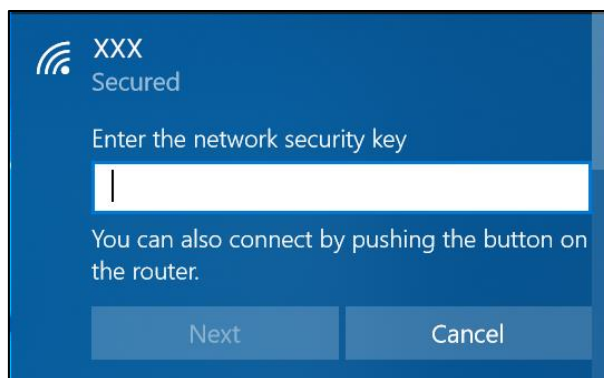 XXX
Secured
Enter the network security key
You can also connect by pushing the button on
the router.
Next Cancel